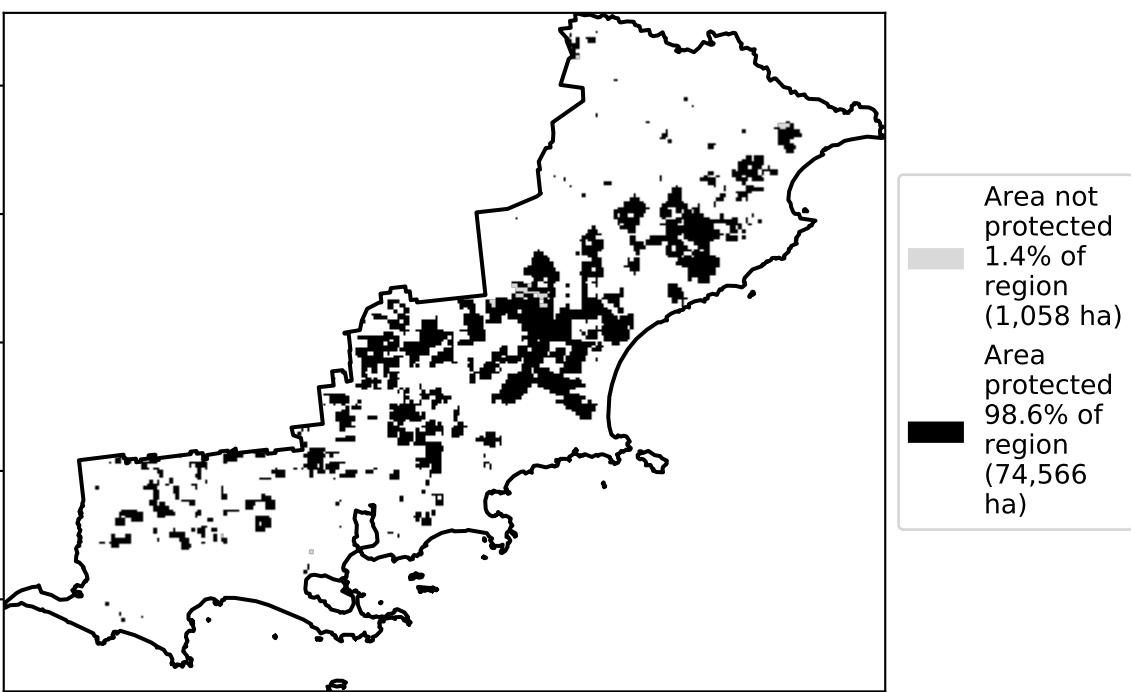 Area not
protected
1.4% of
region
(1,058 ha)
Area
protected
98.6% of
region
(74,566
ha)